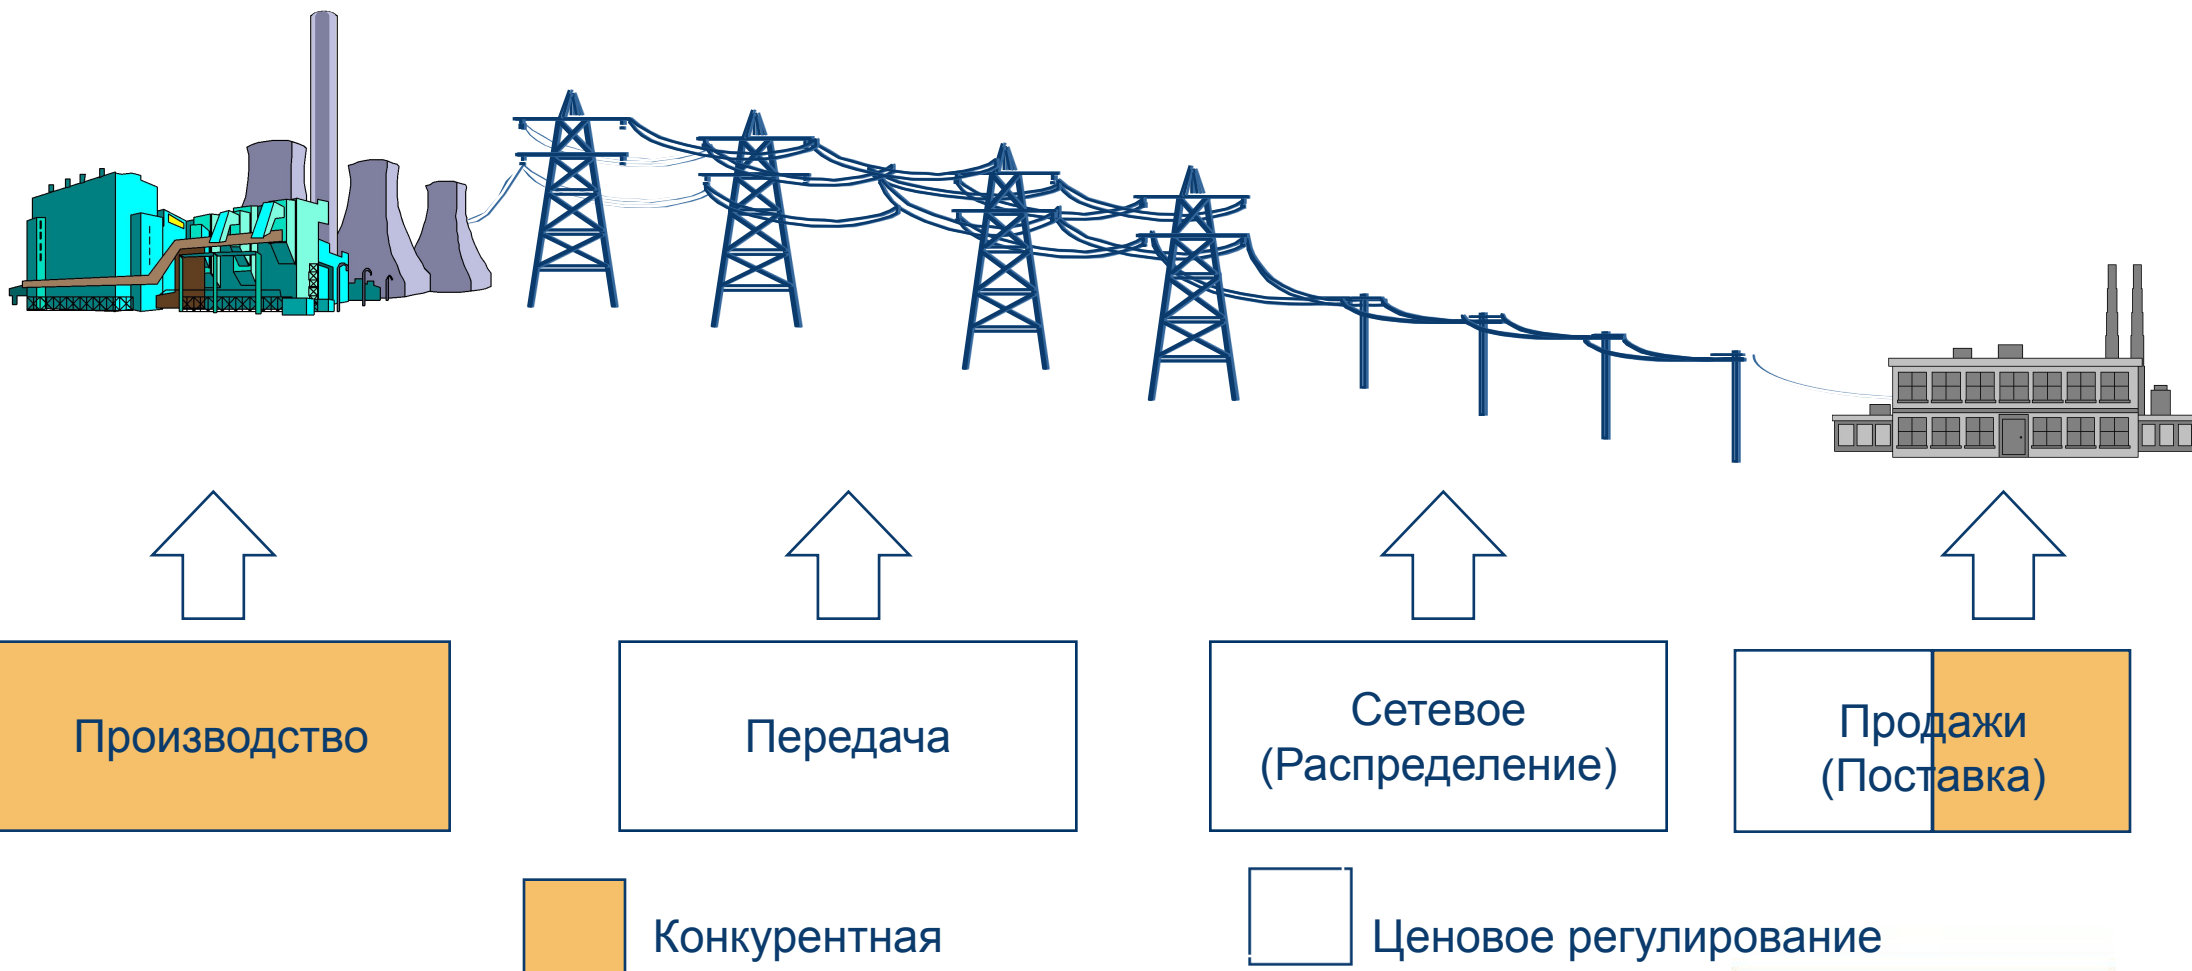 Производство
Передача
Сетевое
(Распределение)
Продажи
(Поставка)
Конкурентная
Ценовое регулирование